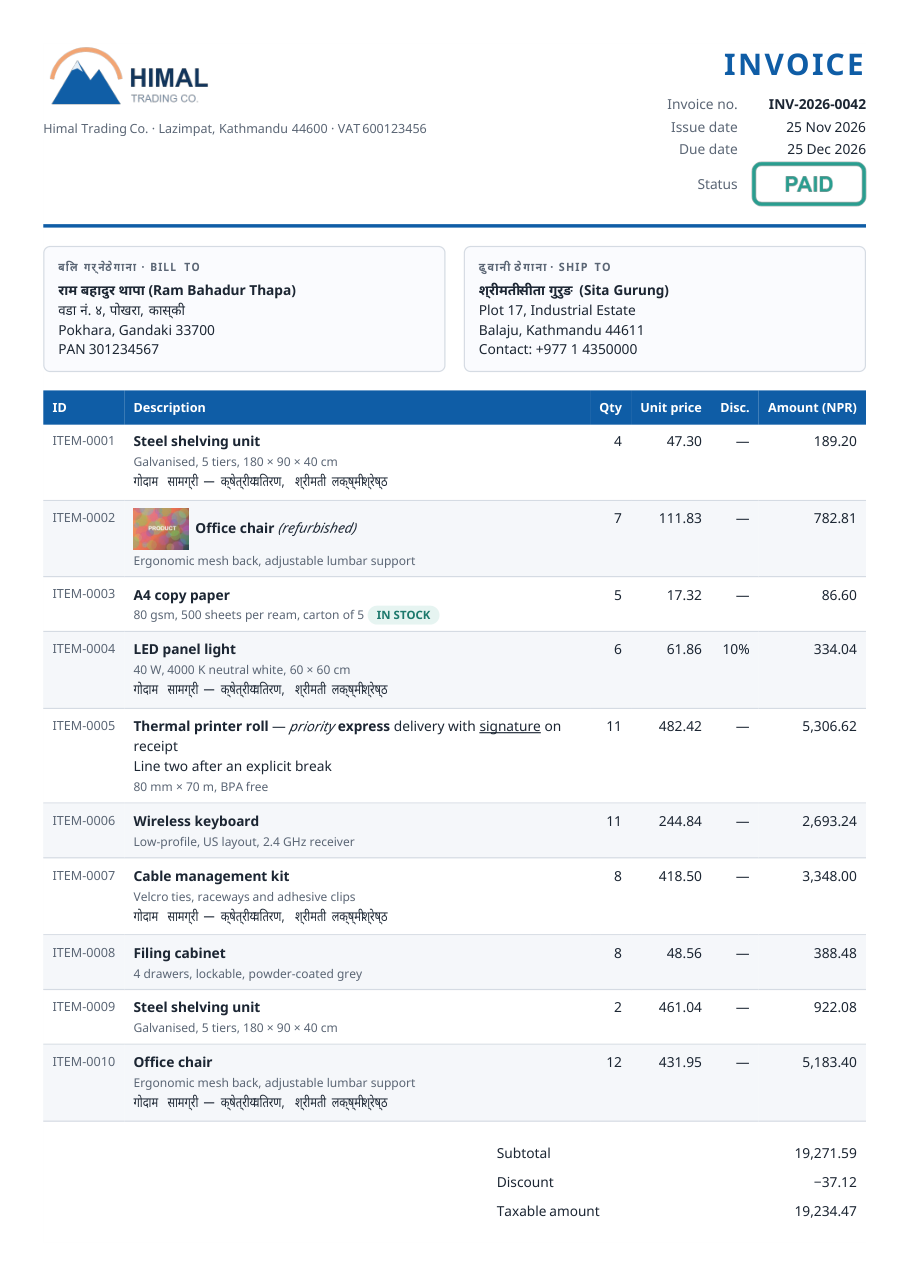 HIMAL
TRADING CO.
Himal Trading Co. · Lazimpat, Kathmandu 44600 · VAT 600123456
INVOICE
Invoice no. INV-2026-0042
Issue date 25 Nov 2026
Due date 25 Dec 2026
Status PAID
बिल गर्ने ठेगाना · BILL TO
राम बहादुर थापा (Ram Bahadur Thapa)
वडा नं. ४, पोखरा, कास्की
Pokhara, Gandaki 33700
PAN 301234567
ढुवानी ठेगाना · SHIP TO
श्रीमती सीता गुरुङ (Sita Gurung)
Plot 17, Industrial Estate
Balaju, Kathmandu 44611
Contact: +977 1 4350000
ID Description Qty Unit price Disc. Amount (NPR)
ITEM-0001 Steel shelving unit 4 47.30 — 189.20
Galvanised, 5 tiers, 180 × 90 × 40 cm
गोदाम सामग्री — क्षेत्रीय वितरण, श्रीमती लक्ष्मी श्रेष्ठ
ITEM-0002 PRODUCT Office chair (refurbished) 7 111.83 — 782.81
Ergonomic mesh back, adjustable lumbar support
ITEM-0003 A4 copy paper 5 17.32 — 86.60
80 gsm, 500 sheets per ream, carton of 5 IN STOCK
ITEM-0004 LED panel light 6 61.86 10% 334.04
40 W, 4000 K neutral white, 60 × 60 cm
गोदाम सामग्री — क्षेत्रीय वितरण, श्रीमती लक्ष्मी श्रेष्ठ
ITEM-0005 Thermal printer roll — priority express delivery with signature on 11 482.42 — 5,306.62
receipt
Line two after an explicit break
80 mm × 70 m, BPA free
ITEM-0006 Wireless keyboard 11 244.84 — 2,693.24
Low-profile, US layout, 2.4 GHz receiver
ITEM-0007 Cable management kit 8 418.50 — 3,348.00
Velcro ties, raceways and adhesive clips
गोदाम सामग्री — क्षेत्रीय वितरण, श्रीमती लक्ष्मी श्रेष्ठ
ITEM-0008 Filing cabinet 8 48.56 — 388.48
4 drawers, lockable, powder-coated grey
ITEM-0009 Steel shelving unit 2 461.04 — 922.08
Galvanised, 5 tiers, 180 × 90 × 40 cm
ITEM-0010 Office chair 12 431.95 — 5,183.40
Ergonomic mesh back, adjustable lumbar support
गोदाम सामग्री — क्षेत्रीय वितरण, श्रीमती लक्ष्मी श्रेष्ठ
Subtotal 19,271.59
Discount −37.12
Taxable amount 19,234.47